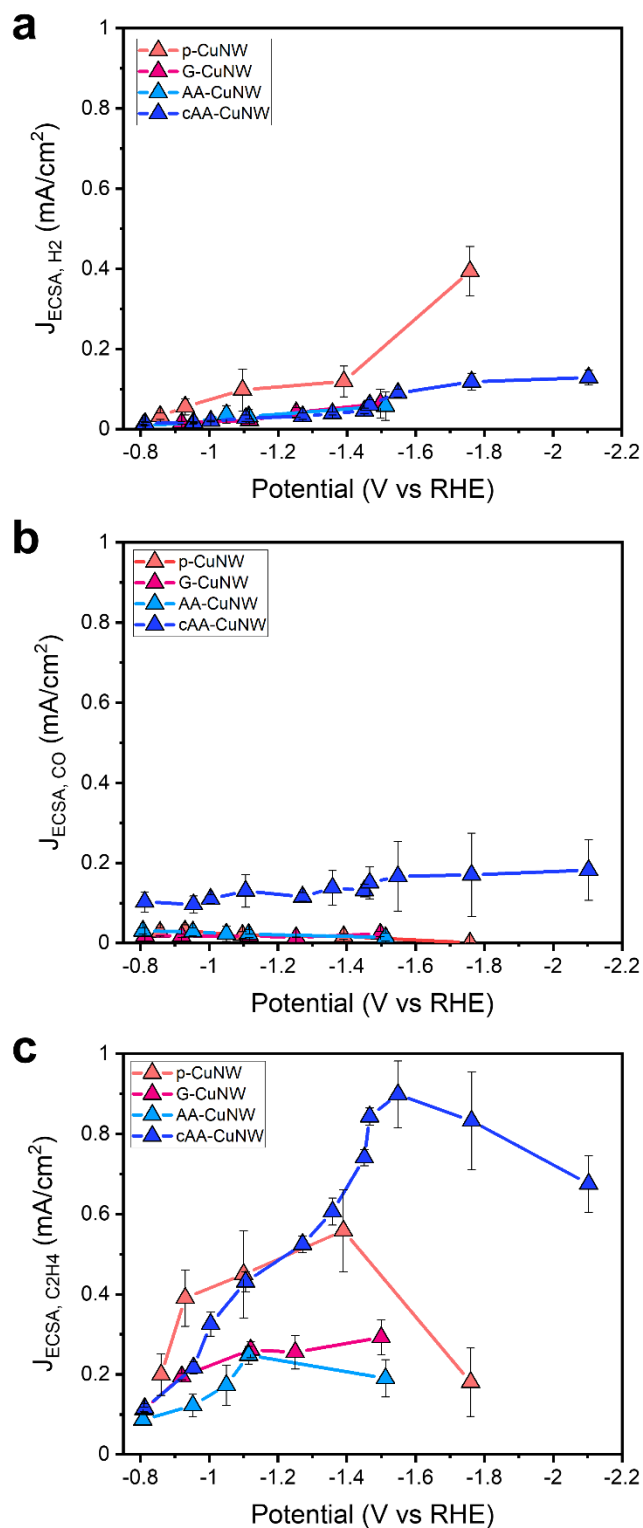 a
1
0.8
0.6
0.4
0.2
0
J_ECSA, H2 (mA/cm²)
p-CuNW
G-CuNW
AA-CuNW
cAA-CuNW
-0.8 -1 -1.2 -1.4 -1.6 -1.8 -2 -2.2
Potential (V vs RHE)
b
1
0.8
0.6
0.4
0.2
0
J_ECSA, CO (mA/cm²)
p-CuNW
G-CuNW
AA-CuNW
cAA-CuNW
-0.8 -1 -1.2 -1.4 -1.6 -1.8 -2 -2.2
Potential (V vs RHE)
c
1
0.8
0.6
0.4
0.2
0
J_ECSA, C2H4 (mA/cm²)
p-CuNW
G-CuNW
AA-CuNW
cAA-CuNW
-0.8 -1 -1.2 -1.4 -1.6 -1.8 -2 -2.2
Potential (V vs RHE)